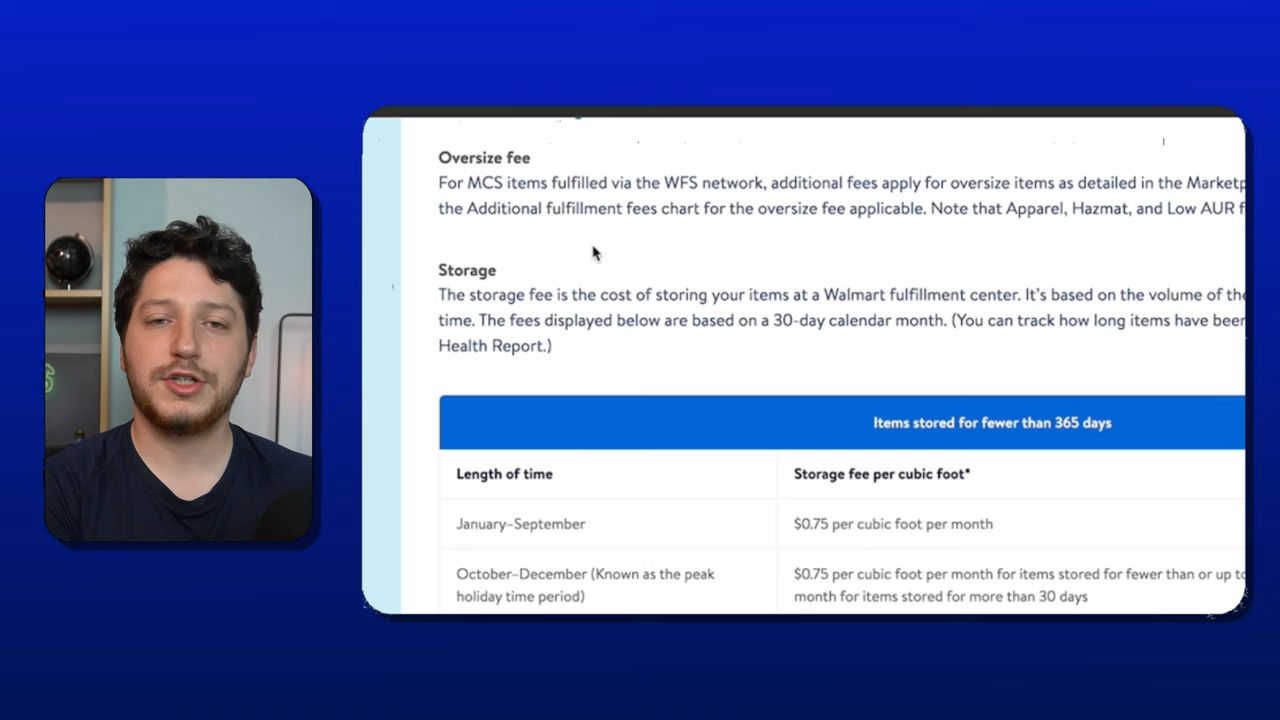 Oversize fee
For MCS items fulfilled via the WFS network, additional fees apply for oversize items as detailed in the
the Additional fulfillment fees chart for the oversize fee applicable. Note that Apparel, Hazmat, and Low AUR
Storage
The storage fee is the cost of storing your items at a Walmart fulfillment center. It's based on the volume of
time. The fees displayed below are based on a 30-day calendar month. (You can track how long items have
Health Report.)
Items stored for fewer than 365 days
Length of time
Storage fee per cubic foot*
January–September
$0.75 per cubic foot per month
October–December (Known as the peak
holiday time period)
$0.75 per cubic foot per month for items stored for fewer than or up
month for items stored for more than 30 days